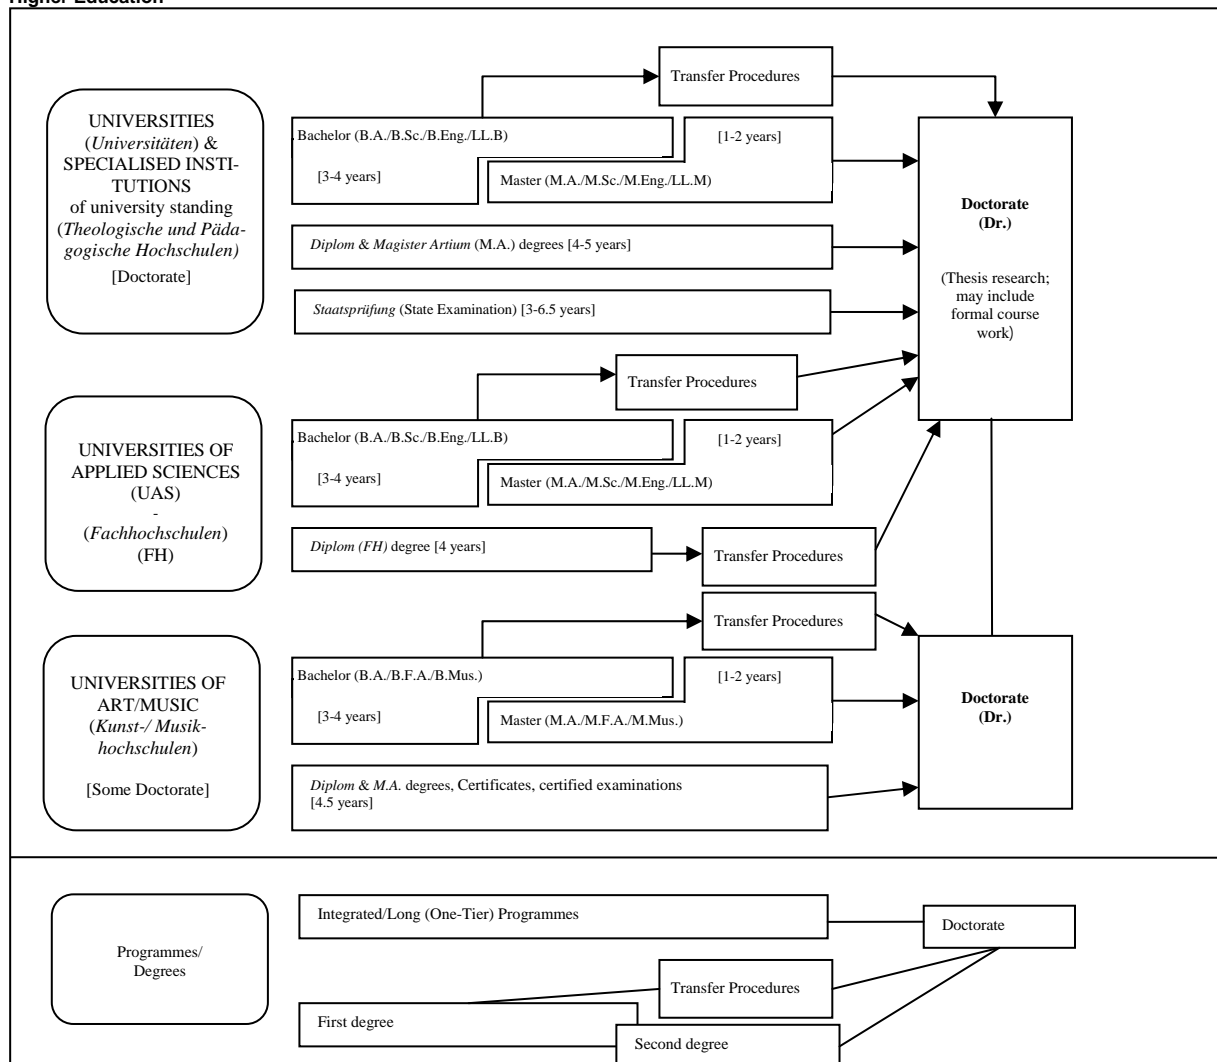 Higher Education
Transfer Procedures
UNIVERSITIES
(Universitäten) &
SPECIALISED INSTI-
TUTIONS
of university standing
(Theologische und Päda-
gogische Hochschulen)
[Doctorate]
Bachelor (B.A./B.Sc./B.Eng./LL.B)
[1-2 years]
[3-4 years]
Master (M.A./M.Sc./M.Eng./LL.M)
Diplom & Magister Artium (M.A.) degrees [4-5 years]
Staatsprüfung (State Examination) [3-6.5 years]
Doctorate
(Dr.)
(Thesis research;
may include
formal course
work)
Transfer Procedures
UNIVERSITIES OF
APPLIED SCIENCES
(UAS)
-
(Fachhochschulen)
(FH)
Bachelor (B.A./B.Sc./B.Eng./LL.B)
[1-2 years]
[3-4 years]
Master (M.A./M.Sc./M.Eng./LL.M)
Diplom (FH) degree [4 years]
Transfer Procedures
Transfer Procedures
UNIVERSITIES OF
ART/MUSIC
(Kunst-/ Musik-
hochschulen)
[Some Doctorate]
Bachelor (B.A./B.F.A./B.Mus.)
[1-2 years]
[3-4 years]
Master (M.A./M.F.A./M.Mus.)
Diplom & M.A. degrees, Certificates, certified examinations
[4.5 years]
Doctorate
(Dr.)
Programmes/
Degrees
Integrated/Long (One-Tier) Programmes
Doctorate
Transfer Procedures
First degree
Second degree